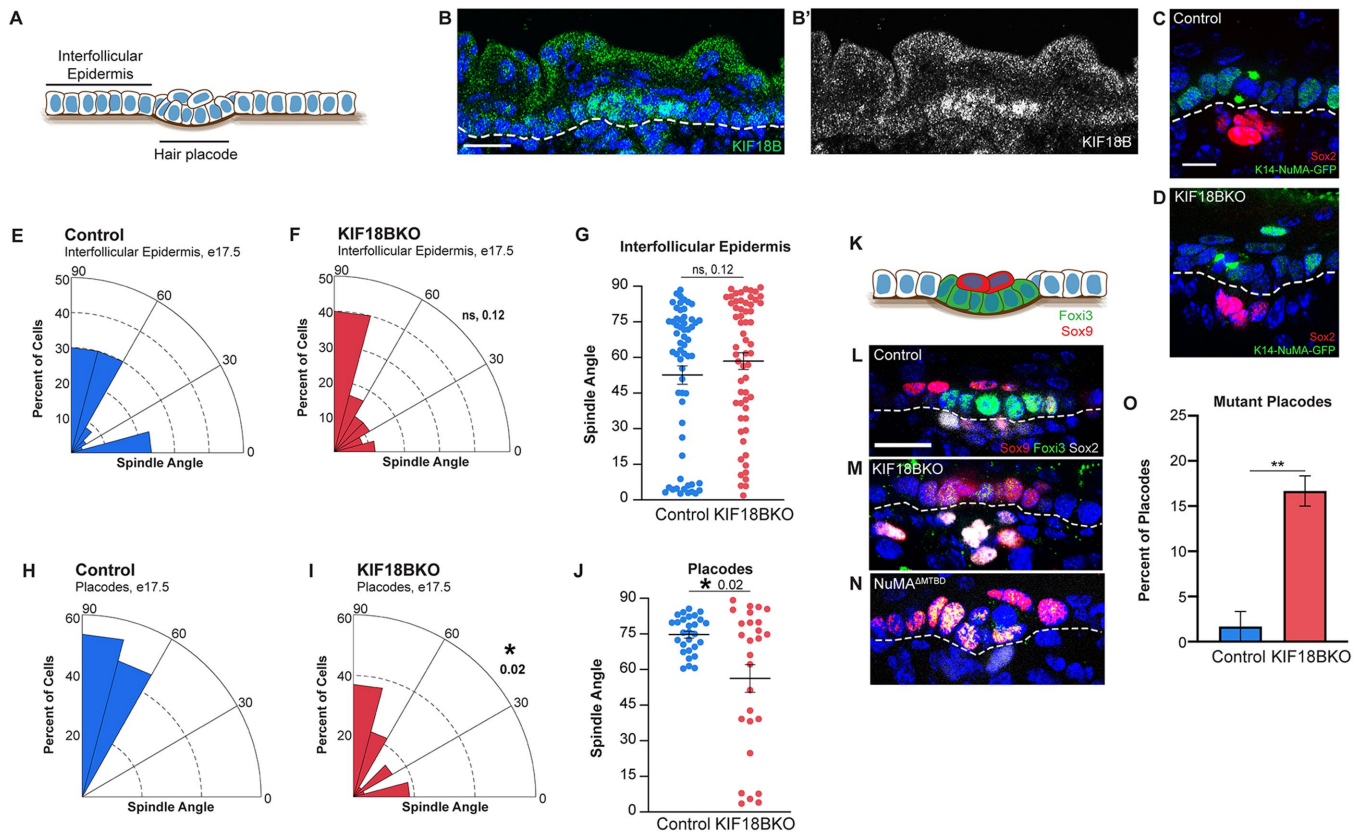 A
Interfollicular
Epidermis
Hair placode
B
KIF18B
B'
KIF18B
C
Control
Sox2
K14-NuMA-GFP
D
KIF18BKO
Sox2
K14-NuMA-GFP
E
Control
Interfollicular Epidermis, e17.5
Percent of Cells
50
40
30
20
10
90
60
30
0
Spindle Angle
F
KIF18BKO
Interfollicular Epidermis, e17.5
ns, 0.12
Percent of Cells
50
40
30
20
10
90
60
30
0
Spindle Angle
G
Interfollicular Epidermis
ns, 0.12
Spindle Angle
90
75
60
45
30
15
0
Control KIF18BKO
H
Control
Placodes, e17.5
Percent of Cells
60
40
20
90
60
30
0
Spindle Angle
I
KIF18BKO
Placodes, e17.5
*
0.02
Percent of Cells
60
40
20
90
60
30
0
Spindle Angle
J
Placodes
* 0.02
Spindle Angle
90
75
60
45
30
15
0
Control KIF18BKO
K
Foxi3
Sox9
L
Control
Sox9 Foxi3 Sox2
M
KIF18BKO
N
NuMAΔMTBD
O
Mutant Placodes
**
Percent of Placodes
25
20
15
10
5
0
Control KIF18BKO